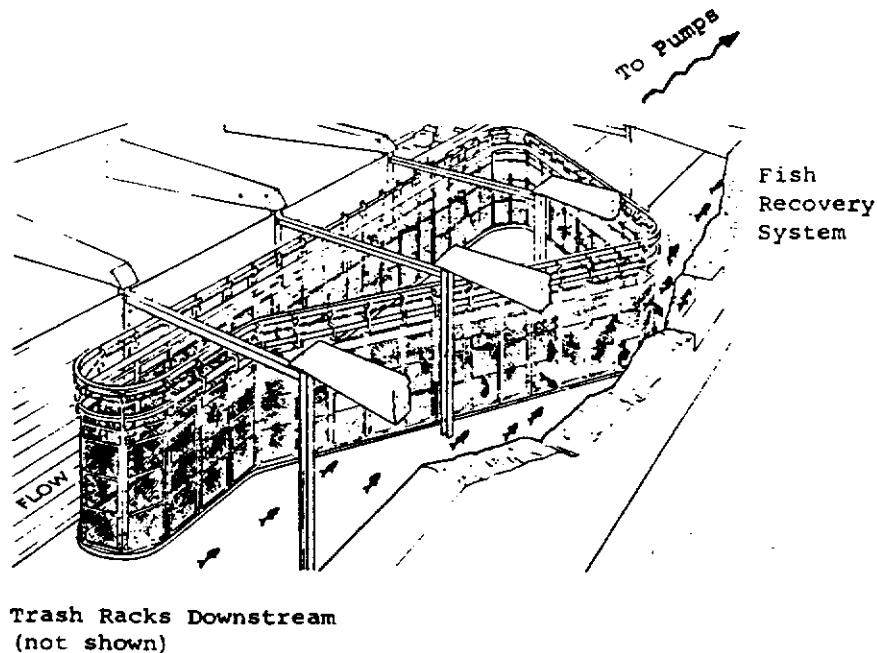 To Pumps
Fish
Recovery
System
FLOW
Trash Racks Downstream
(not shown)